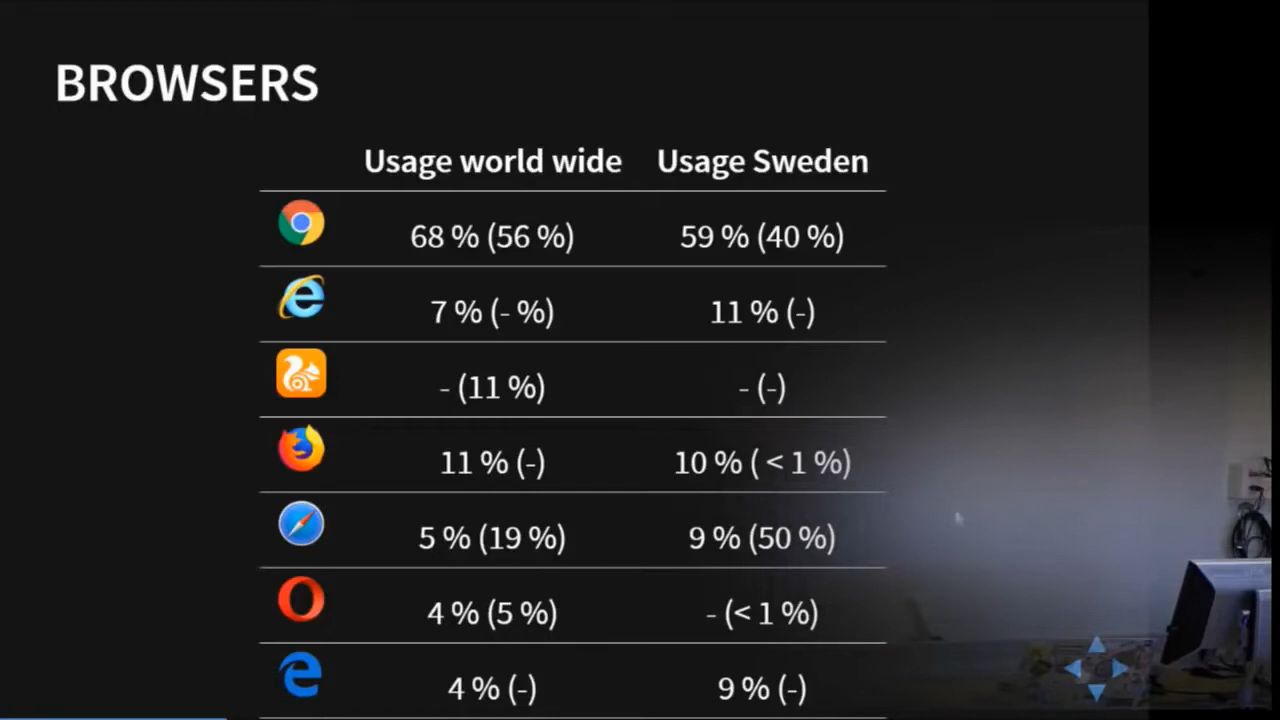 BROWSERS
Usage world wide Usage Sweden
68 % (56 %) 59 % (40 %)
7 % (- %) 11 % (-)
- (11 %) - (-)
11 % (-) 10 % ( < 1 %)
5 % (19 %) 9 % (50 %)
4 % (5 %) - (< 1 %)
4 % (-) 9 % (-)